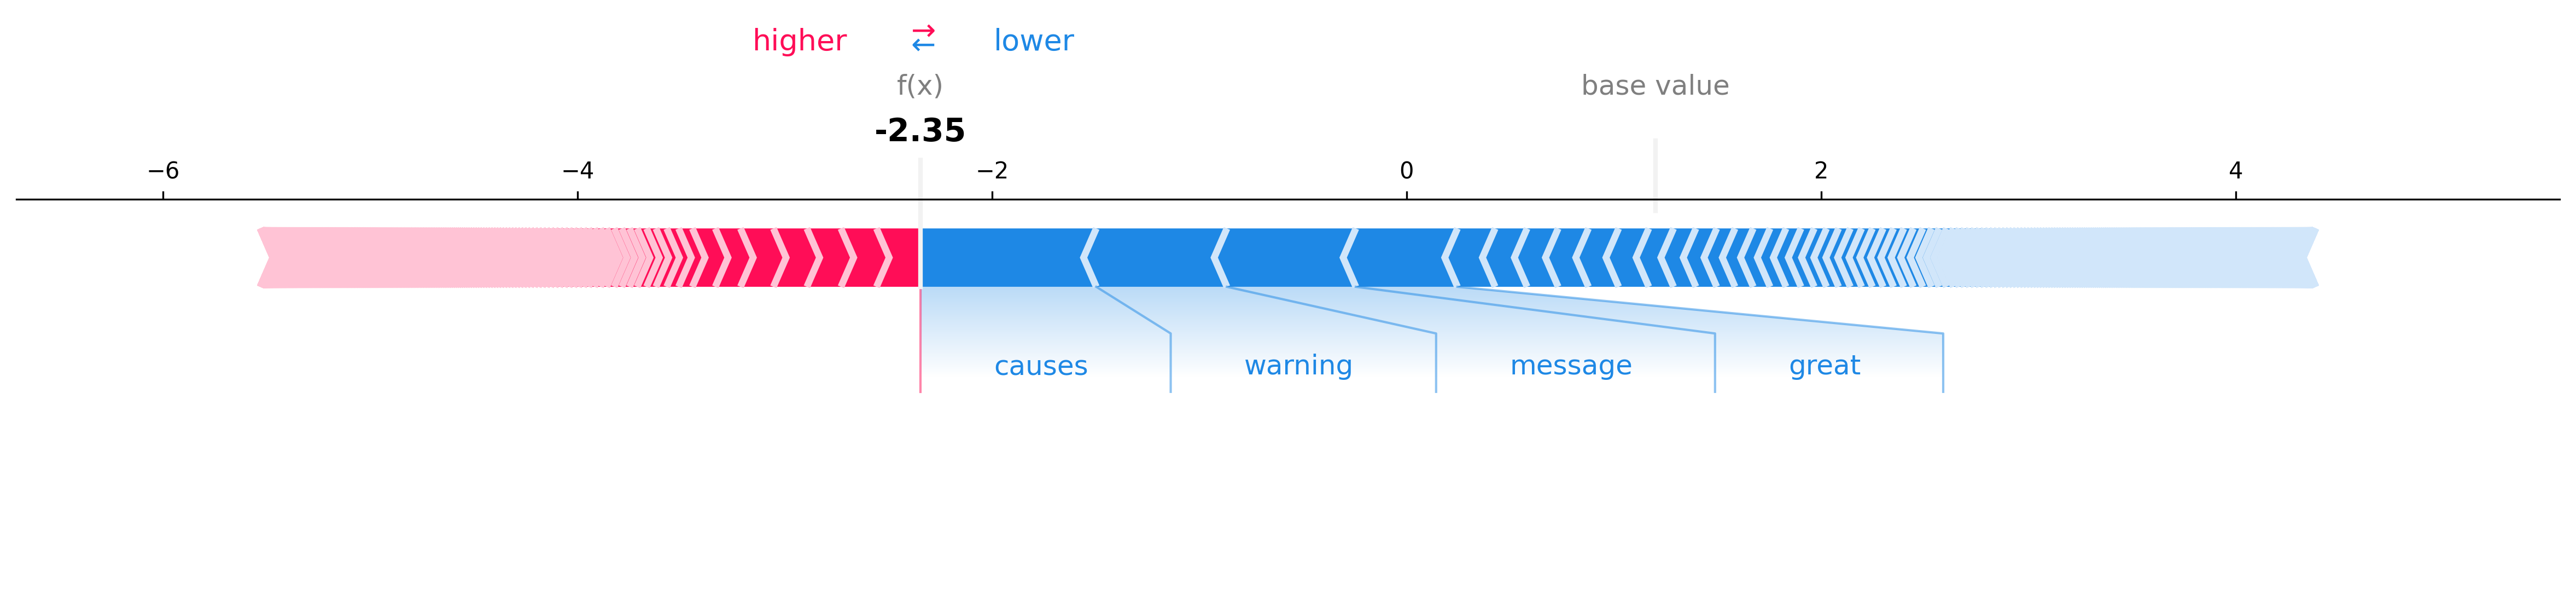 higher ⇄ lower
f(x) base value
-2.35
−6 −4 −2 0 2 4
causes warning message great